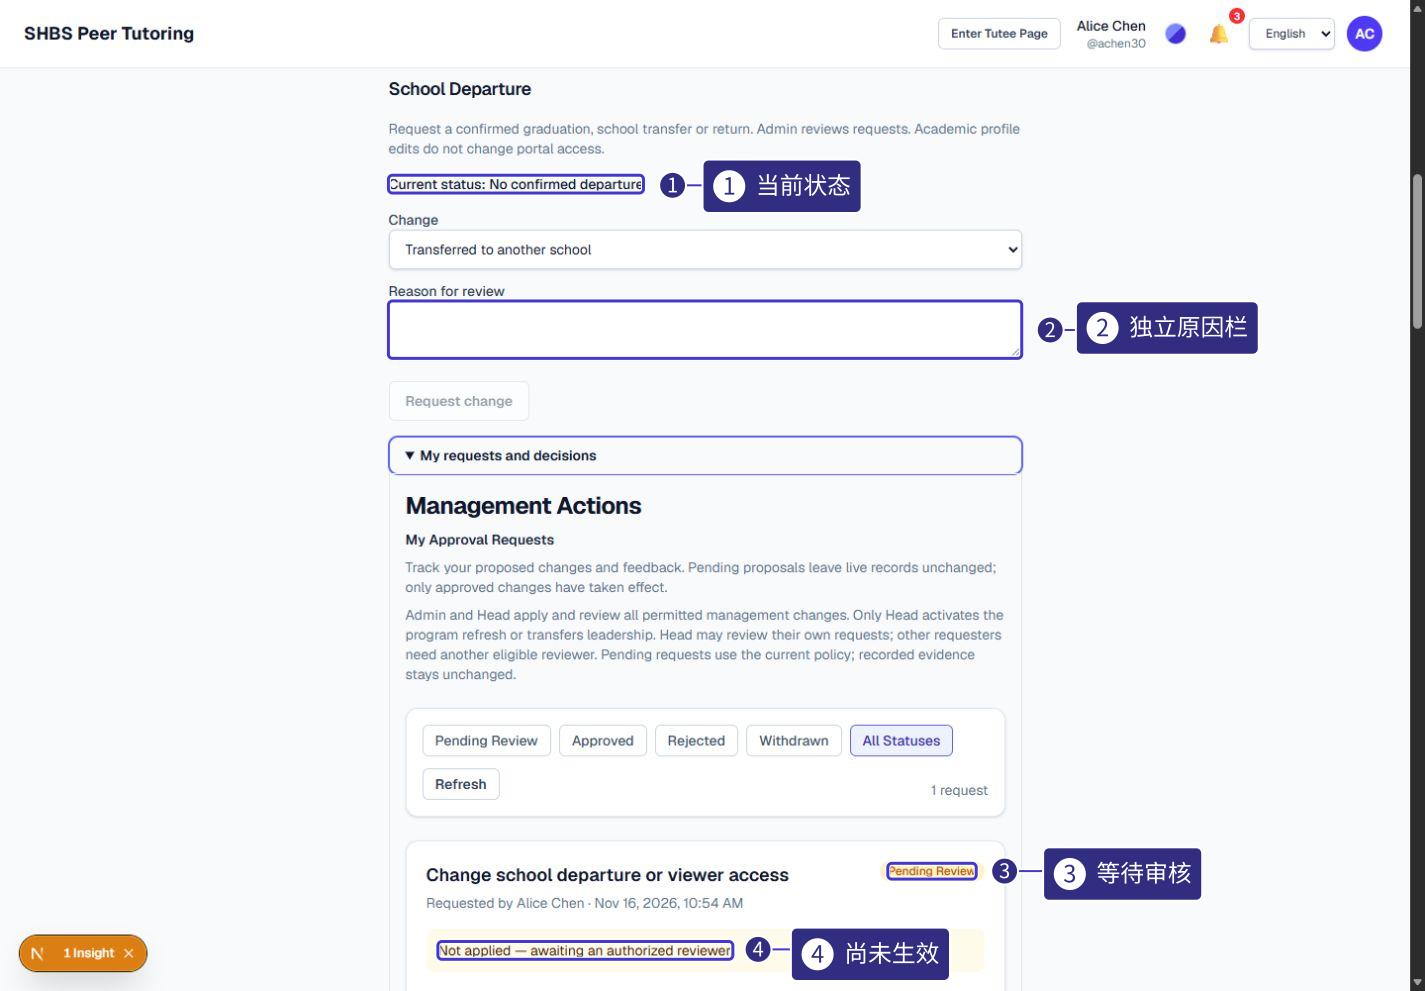 SHBS Peer Tutoring
Enter Tutee Page
Alice Chen
@achen30
3
English
AC
School Departure
Request a confirmed graduation, school transfer or return. Admin reviews requests. Academic profile
edits do not change portal access.
Current status: No confirmed departure
1
1 当前状态
Change
Transferred to another school
Reason for review
2
2 独立原因栏
Request change
▼ My requests and decisions
Management Actions
My Approval Requests
Track your proposed changes and feedback. Pending proposals leave live records unchanged;
only approved changes have taken effect.
Admin and Head apply and review all permitted management changes. Only Head activates the
program refresh or transfers leadership. Head may review their own requests; other requesters
need another eligible reviewer. Pending requests use the current policy; recorded evidence
stays unchanged.
Pending Review
Approved
Rejected
Withdrawn
All Statuses
Refresh
1 request
Change school departure or viewer access
Pending Review
3
3 等待审核
Requested by Alice Chen · Nov 16, 2026, 10:54 AM
Not applied — awaiting an authorized reviewer
4
4 尚未生效
N 1 Insight ×